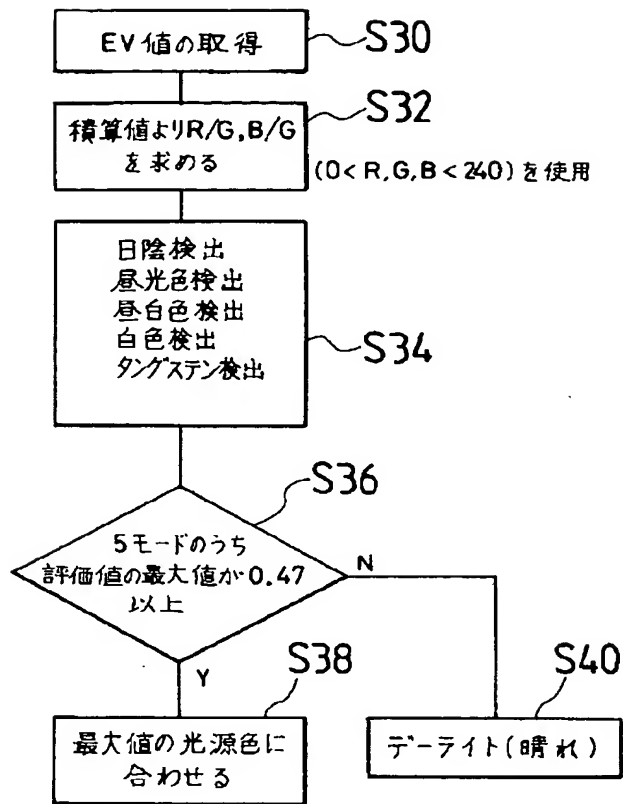 EV値の取得
S30
積算値よりR/G,B/G
を求める
S32
(0<R,G,B<240)を使用
日陰検出
昼光色検出
昼白色検出
白色検出
タングステン検出
S34
S36
5モードのうち
評価値の最大値が0.47
以上
N
Y
S38
最大値の光源色に
合わせる
S40
デーライト(晴れ)